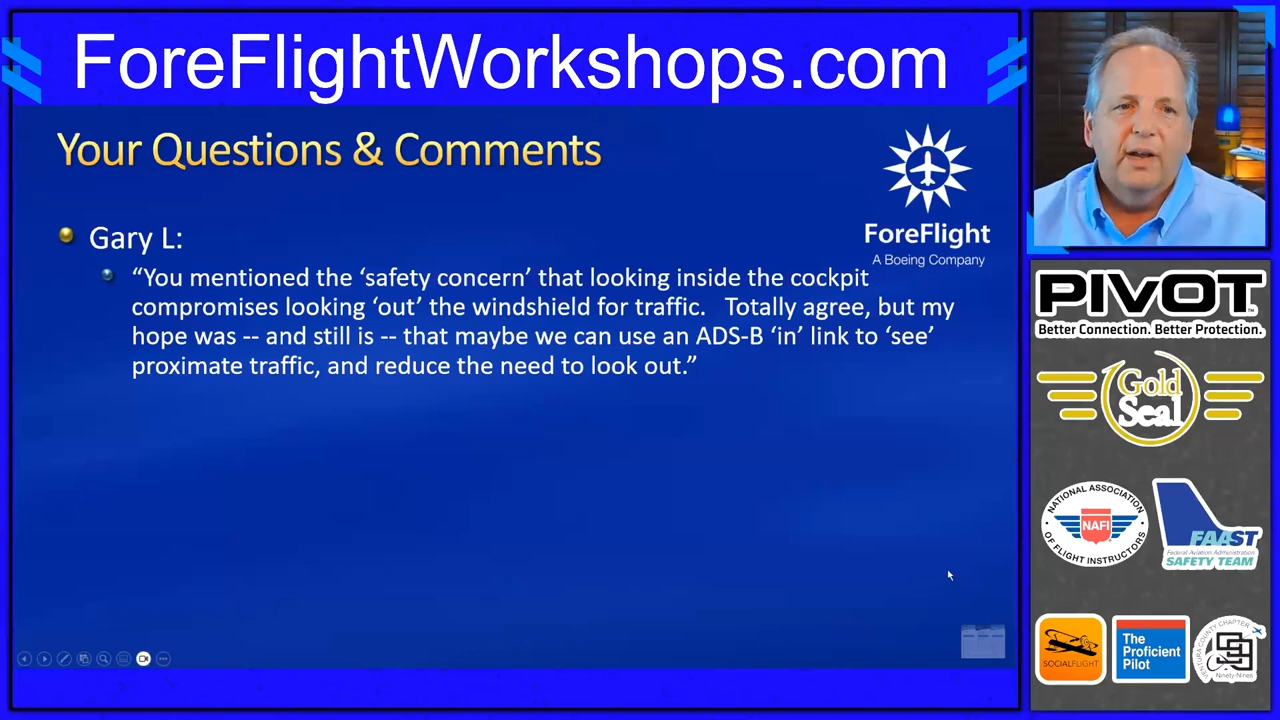 ForeFlightWorkshops.com
Your Questions & Comments
ForeFlight
A Boeing Company
Gary L:
“You mentioned the ‘safety concern’ that looking inside the cockpit
compromises looking ‘out’ the windshield for traffic. Totally agree, but my
hope was -- and still is -- that maybe we can use an ADS-B ‘in’ link to ‘see’
proximate traffic, and reduce the need to look out.”
PIVOT
Better Connection. Better Protection.
Gold
Seal
NATIONAL ASSOCIATION
NAFI
OF FLIGHT INSTRUCTORS
FAAST
Federal Aviation Administration
SAFETY TEAM
SOCIALFLIGHT
The
Proficient
Pilot
VENTURA COUNTY CHAPTER
99
Ninety-Nines